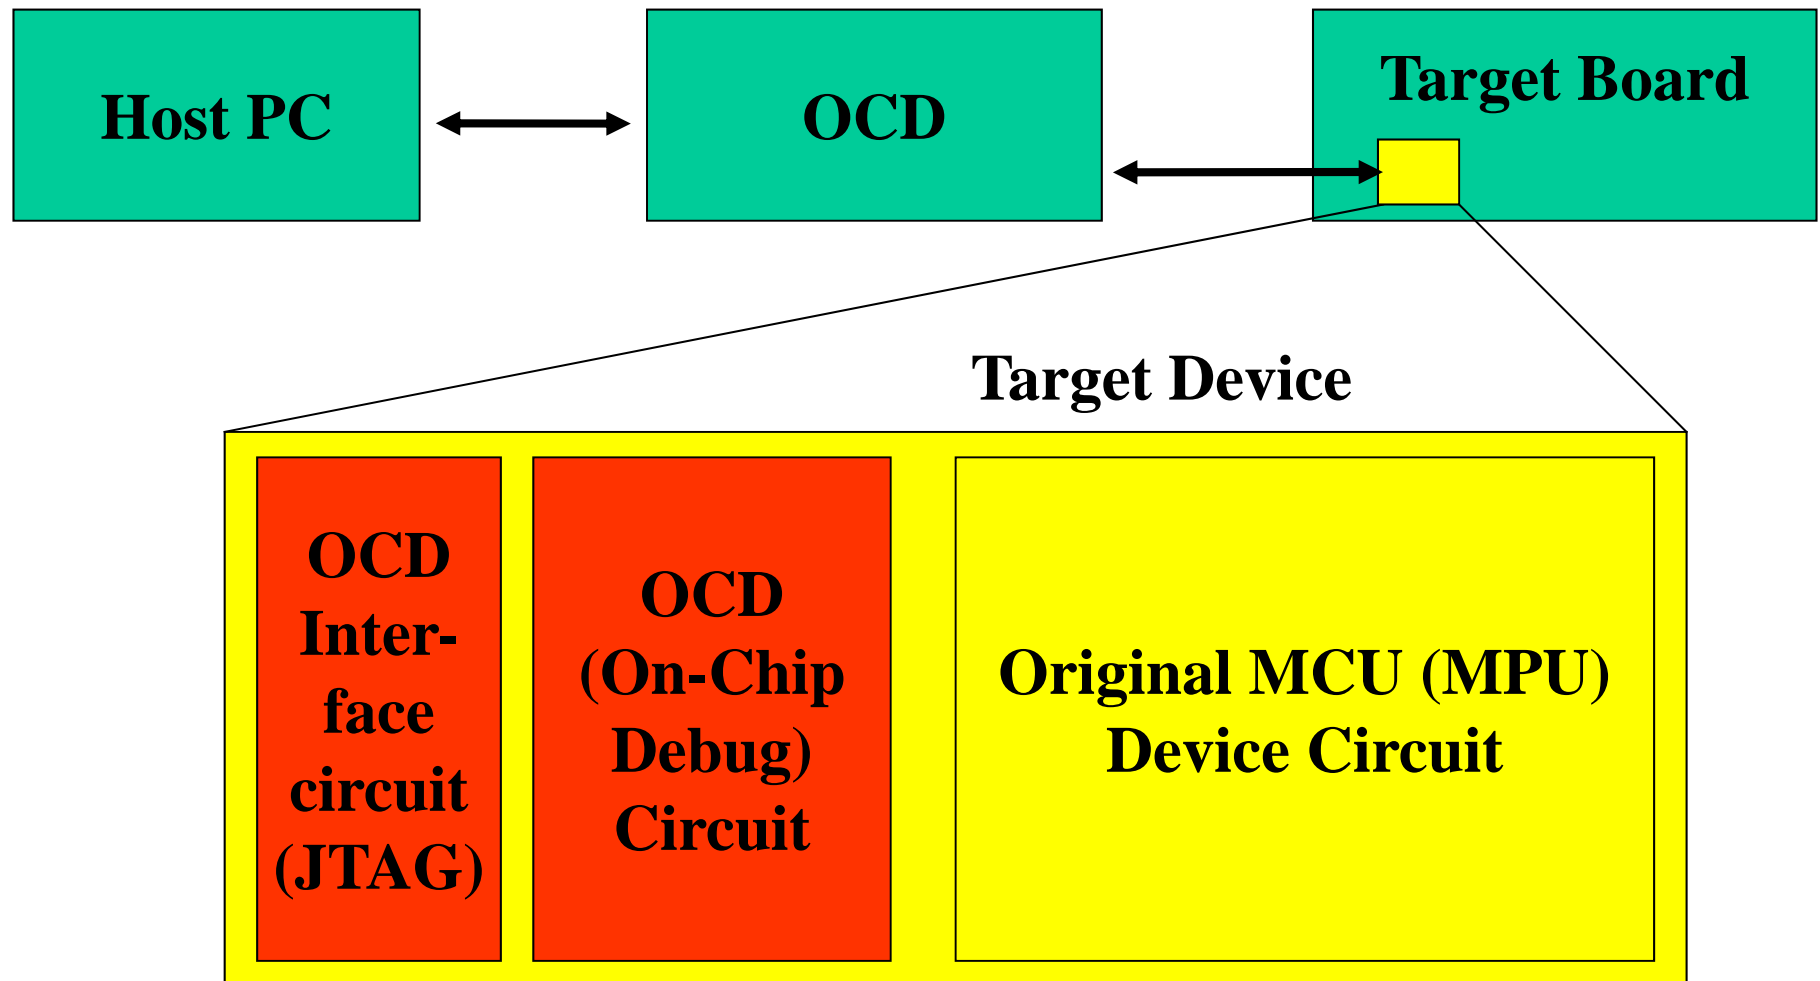 Host PC
OCD
Target Board
Target Device
OCD
Inter-
face
circuit
(JTAG)
OCD
(On-Chip
Debug)
Circuit
Original MCU (MPU)
Device Circuit